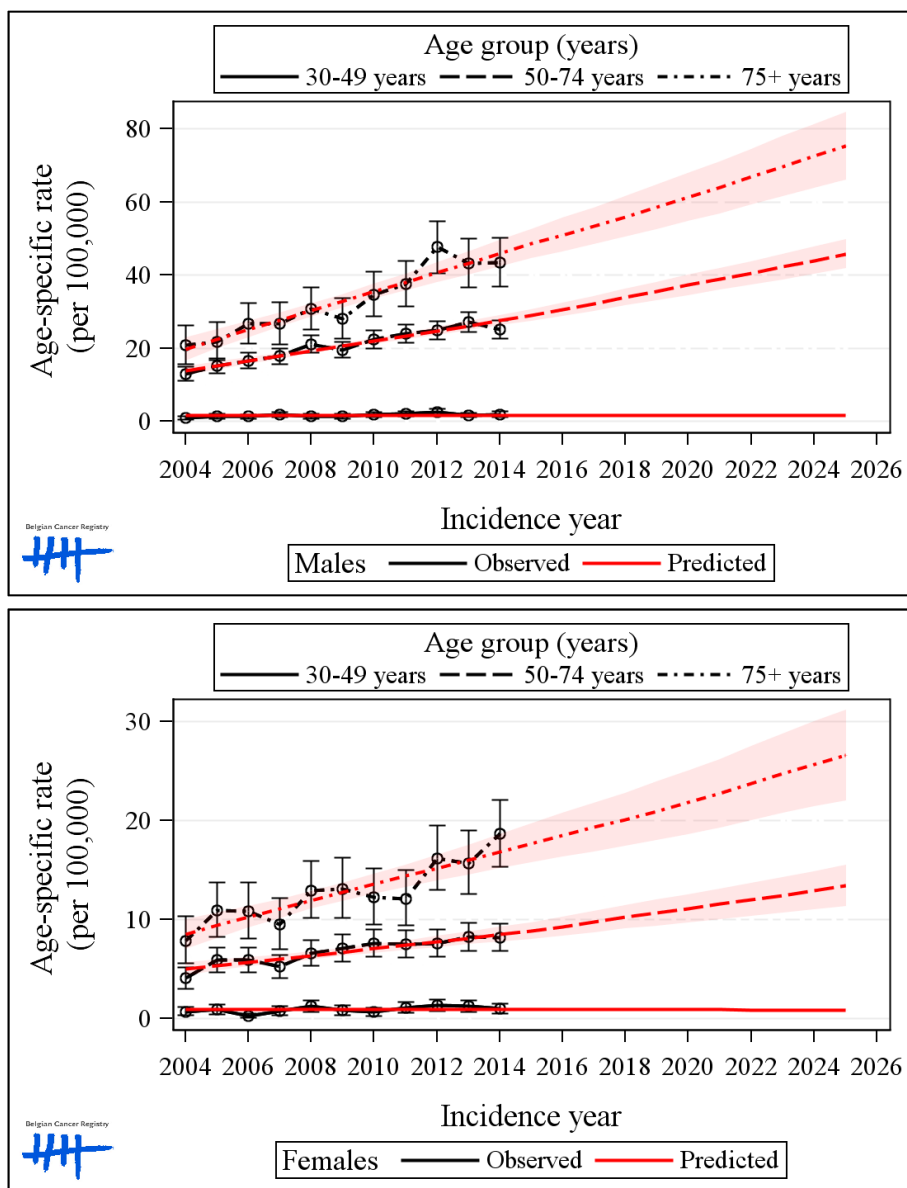 Age group (years)
30-49 years 50-74 years 75+ years
Age-specific rate
(per 100,000)
80
60
40
20
0
2004 2006 2008 2010 2012 2014 2016 2018 2020 2022 2024 2026
Incidence year
Belgian Cancer Registry
Males Observed Predicted
Age group (years)
30-49 years 50-74 years 75+ years
Age-specific rate
(per 100,000)
30
20
10
0
2004 2006 2008 2010 2012 2014 2016 2018 2020 2022 2024 2026
Incidence year
Belgian Cancer Registry
Females Observed Predicted